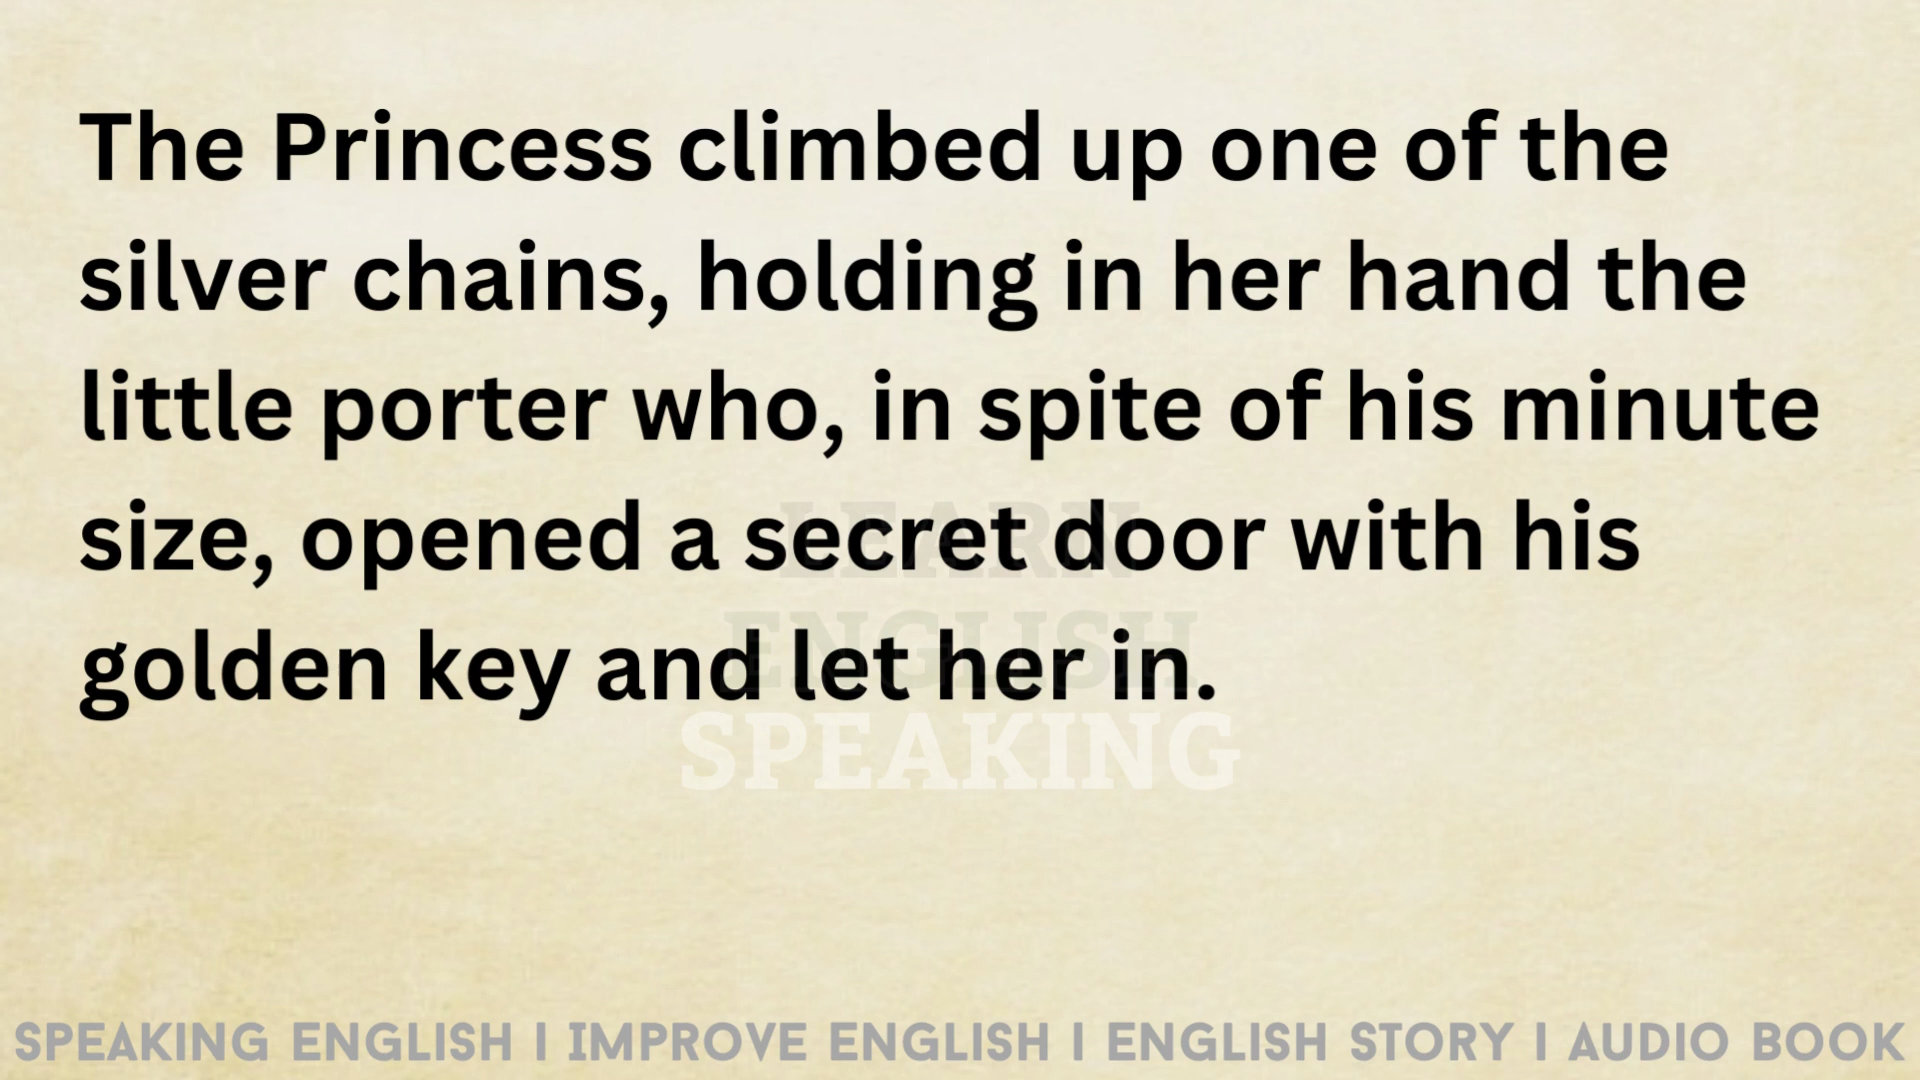 The Princess climbed up one of the
silver chains, holding in her hand the
little porter who, in spite of his minute
size, opened a secret door with his
golden key and let her in.
LEARN
ENGLISH
SPEAKING
SPEAKING ENGLISH I IMPROVE ENGLISH I ENGLISH STORY I AUDIO BOOK